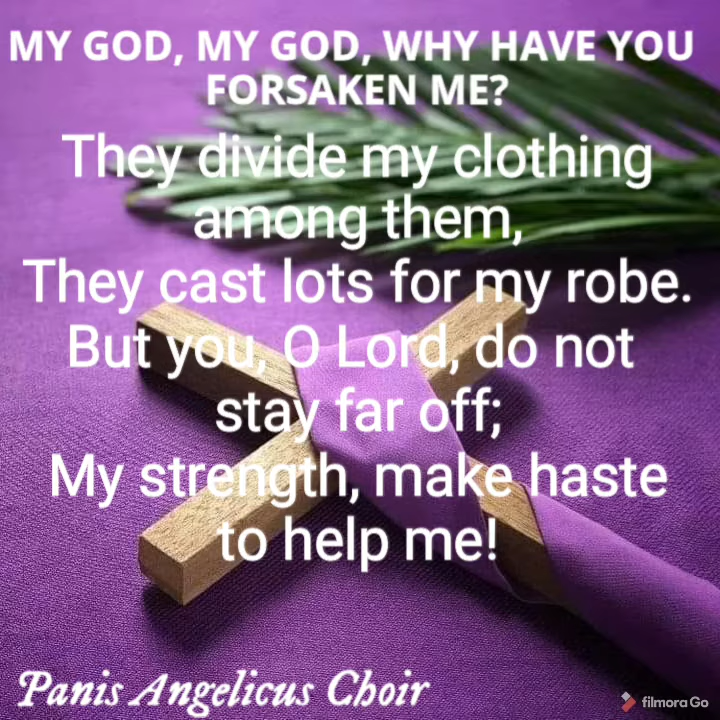 MY GOD, MY GOD, WHY HAVE YOU
FORSAKEN ME?
They divide my clothing
among them,
They cast lots for my robe.
But you, O Lord, do not
stay far off;
My strength, make haste
to help me!
Panis Angelicus Choir
filmora Go